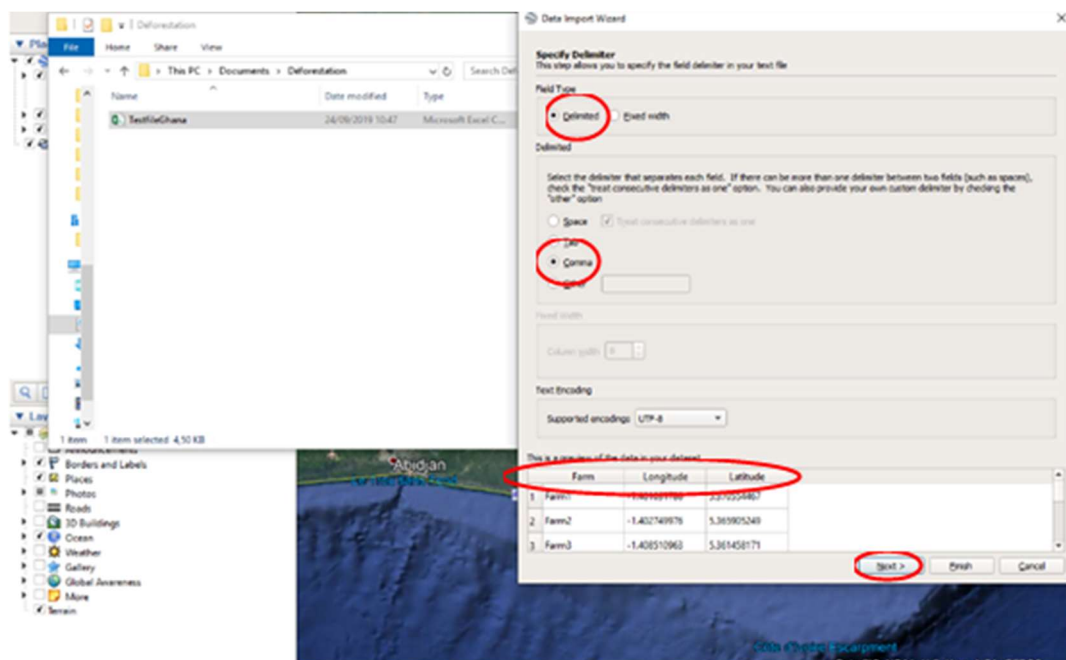 Deforestation
File Home Share View
This PC > Documents > Deforestation
Search Def
Name Date modified Type
TestfileGhana 24/09/2019 10:47 Microsoft Excel C...
1 item 1 item selected 4,50 KB
Borders and Labels
Places
Photos
Roads
3D Buildings
Ocean
Weather
Gallery
Global Awareness
More
Terrain
Abidjan
Data Import Wizard
Specify Delimiter
This step allows you to specify the field delimiter in your text file
Field Type
Delimited Fixed width
Delimited
Select the delimiter that separates each field. If there can be more than one delimiter between two fields (such as spaces),
check the "treat consecutive delimiters as one" option. You can also provide your own custom delimiter by checking the
"other" option
Space Treat consecutive delimiters as one
Tab
Comma
Other
Fixed Width
Column width
Text Encoding
Supported encodings UTF-8
This is a preview of the data in your dataset
Farm Longitude Latitude
1 Farm1
2 Farm2 -1.402749976 5.365905249
3 Farm3 -1.408510963 5.361458171
Next > Finish Cancel
Escarpment